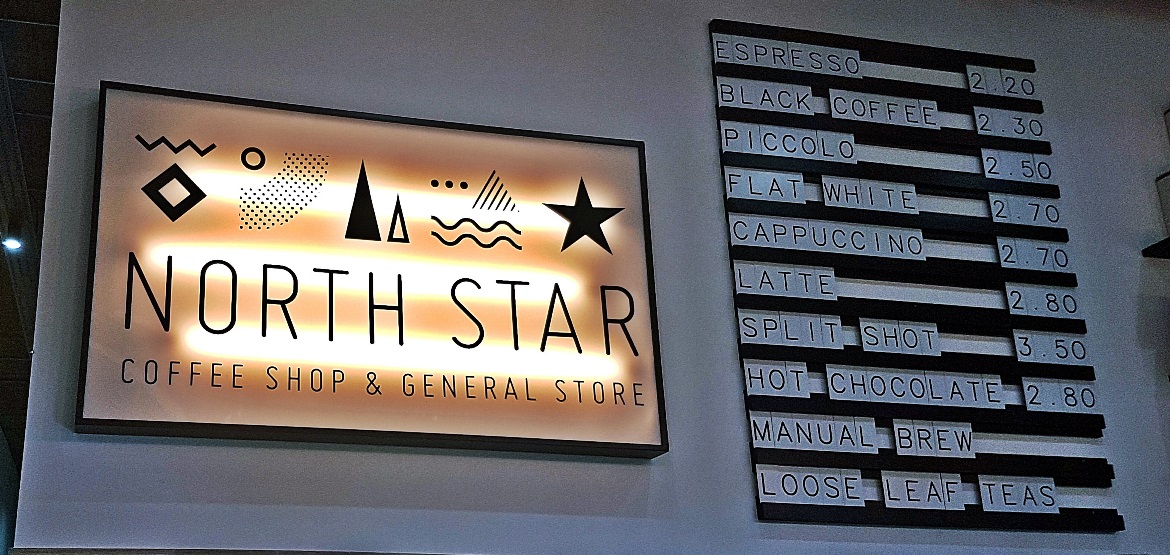 NORTH STAR
COFFEE SHOP & GENERAL STORE
ESPRESSO 2.20
BLACK COFFEE 2.30
PICCOLO 2.50
FLAT WHITE 2.70
CAPPUCCINO 2.70
LATTE 2.80
SPLIT SHOT 3.50
HOT CHOCOLATE 2.80
MANUAL BREW
LOOSE LEAF TEAS